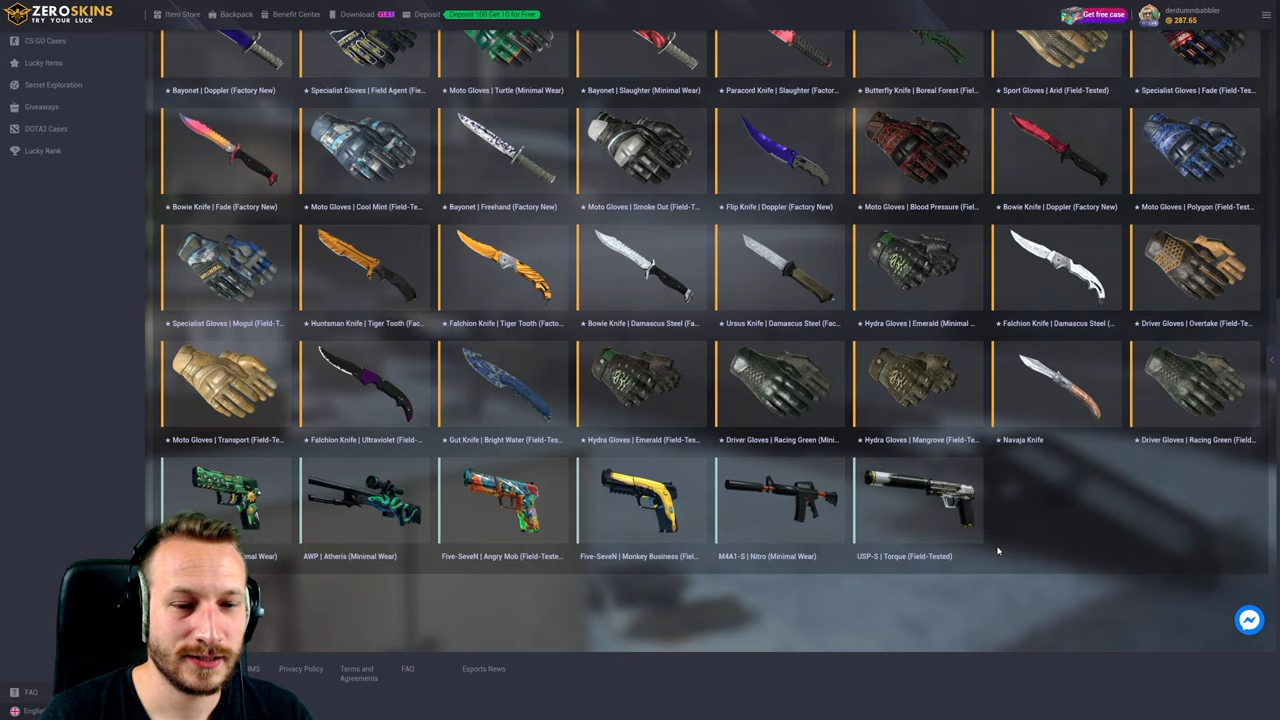 ZEROSKINS
TRY YOUR LUCK
Item Store
Backpack
Benefit Center
Download
Deposit
Deposit 100 Get 10 for Free
Get free case
derdummbabbler
287.65
CS:GO Cases
Lucky Items
Secret Exploration
Giveaways
DOTA2 Cases
Lucky Rank
★ Bayonet | Doppler (Factory New)
★ Specialist Gloves | Field Agent (Fie...
★ Moto Gloves | Turtle (Minimal Wear)
★ Bayonet | Slaughter (Minimal Wear)
★ Paracord Knife | Slaughter (Factor...
★ Butterfly Knife | Boreal Forest (Fiel...
★ Sport Gloves | Arid (Field-Tested)
★ Specialist Gloves | Fade (Field-Tes...
★ Bowie Knife | Fade (Factory New)
★ Moto Gloves | Cool Mint (Field-Te...
★ Bayonet | Freehand (Factory New)
★ Moto Gloves | Smoke Out (Field-T...
★ Flip Knife | Doppler (Factory New)
★ Moto Gloves | Blood Pressure (Fiel...
★ Bowie Knife | Doppler (Factory New)
★ Moto Gloves | Polygon (Field-Test...
★ Specialist Gloves | Mogul (Field-T...
★ Huntsman Knife | Tiger Tooth (Fac...
★ Falchion Knife | Tiger Tooth (Facto...
★ Bowie Knife | Damascus Steel (Fa...
★ Ursus Knife | Damascus Steel (Fac...
★ Hydra Gloves | Emerald (Minimal ...
★ Falchion Knife | Damascus Steel (...
★ Driver Gloves | Overtake (Field-Te...
★ Moto Gloves | Transport (Field-Te...
★ Falchion Knife | Ultraviolet (Field-...
★ Gut Knife | Bright Water (Field-Tes...
★ Hydra Gloves | Emerald (Field-Tes...
★ Driver Gloves | Racing Green (Mini...
★ Hydra Gloves | Mangrove (Field-Te...
★ Navaja Knife
★ Driver Gloves | Racing Green (Field...
Wear)
AWP | Atheris (Minimal Wear)
Five-SeveN | Angry Mob (Field-Teste...
Five-SeveN | Monkey Business (Fiel...
M4A1-S | Nitro (Minimal Wear)
USP-S | Torque (Field-Tested)
Privacy Policy
Terms and
Agreements
FAQ
Esports News
FAQ